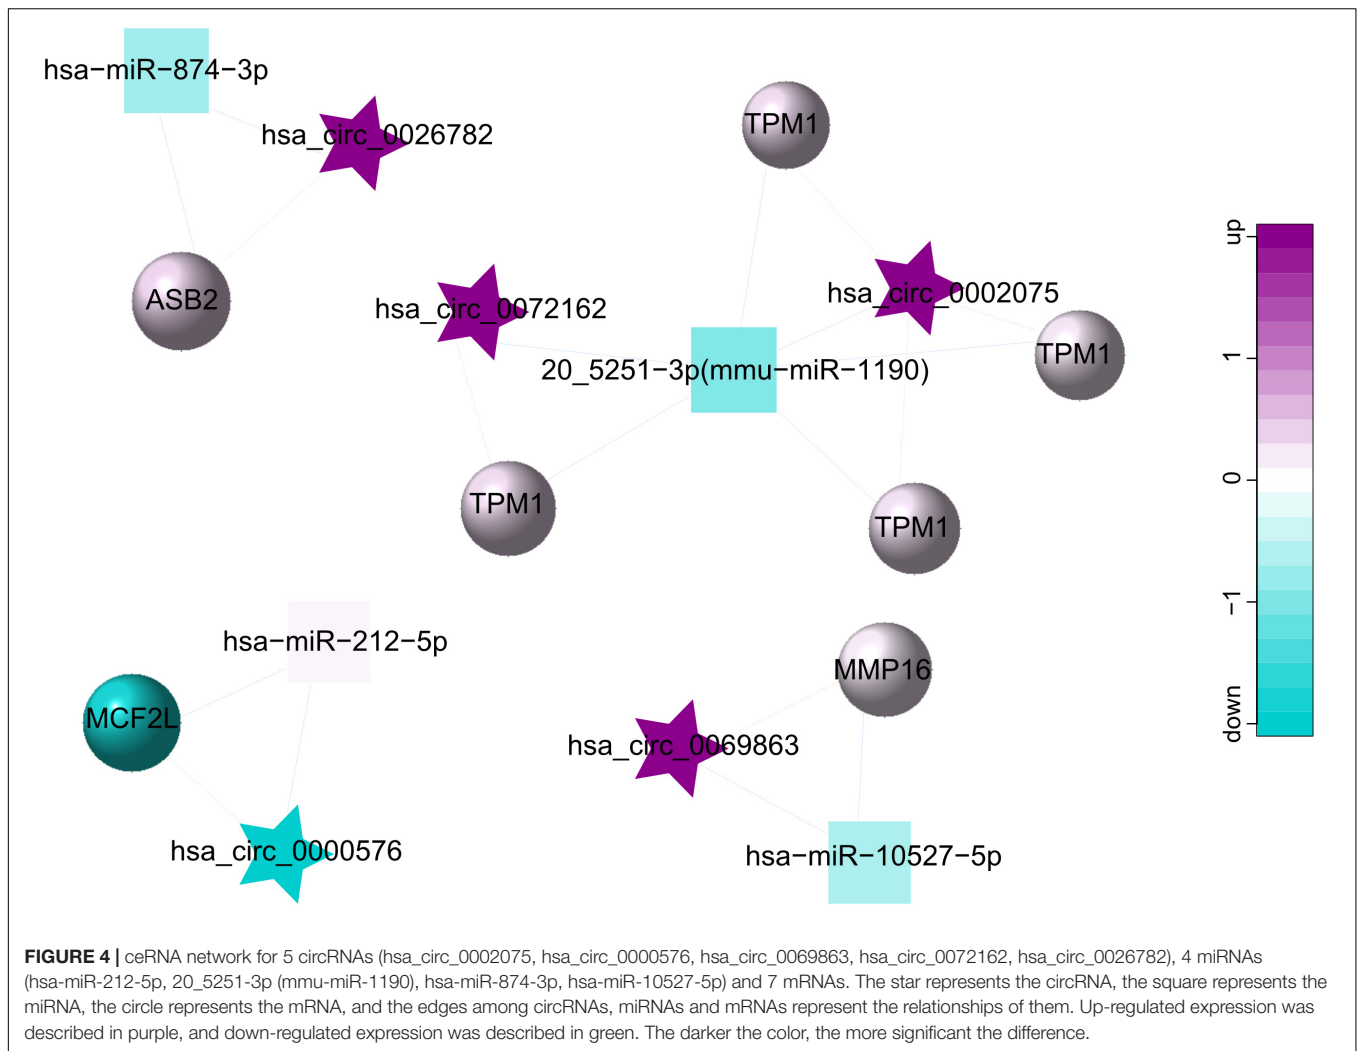 hsa−miR−874−3p
hsa_circ_0026782
ASB2
TPM1
hsa_circ_0072162
hsa_circ_0002075
20_5251−3p(mmu−miR−1190)
TPM1
TPM1
TPM1
up
1
0
−1
down
hsa−miR−212−5p
MCF2L
hsa_circ_0000576
MMP16
hsa_circ_0069863
hsa−miR−10527−5p
FIGURE 4 | ceRNA network for 5 circRNAs (hsa_circ_0002075, hsa_circ_0000576, hsa_circ_0069863, hsa_circ_0072162, hsa_circ_0026782), 4 miRNAs
(hsa-miR-212-5p, 20_5251-3p (mmu-miR-1190), hsa-miR-874-3p, hsa-miR-10527-5p) and 7 mRNAs. The star represents the circRNA, the square represents the
miRNA, the circle represents the mRNA, and the edges among circRNAs, miRNAs and mRNAs represent the relationships of them. Up-regulated expression was
described in purple, and down-regulated expression was described in green. The darker the color, the more significant the difference.